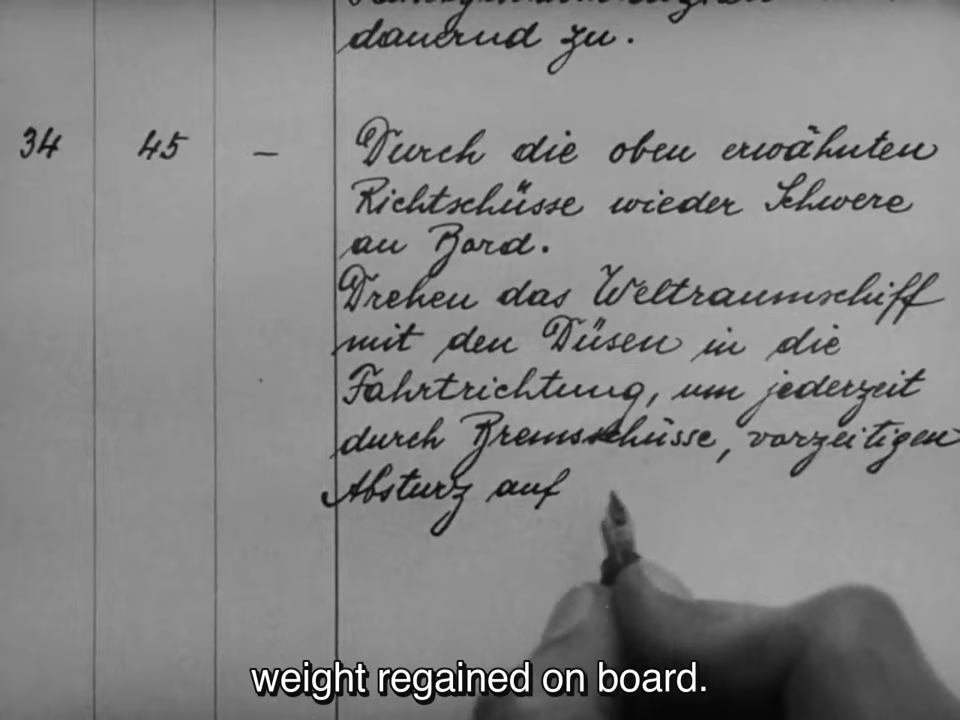 dauernd zu.
34 45 — Durch die oben erwähnten
Richtschüsse wieder Schwere
an Bord.
Drehen das Weltraumschiff
mit den Düsen in die
Fahrtrichtung, um jederzeit
durch Bremsschüsse, vorzeitigen
Absturz auf
weight regained on board.